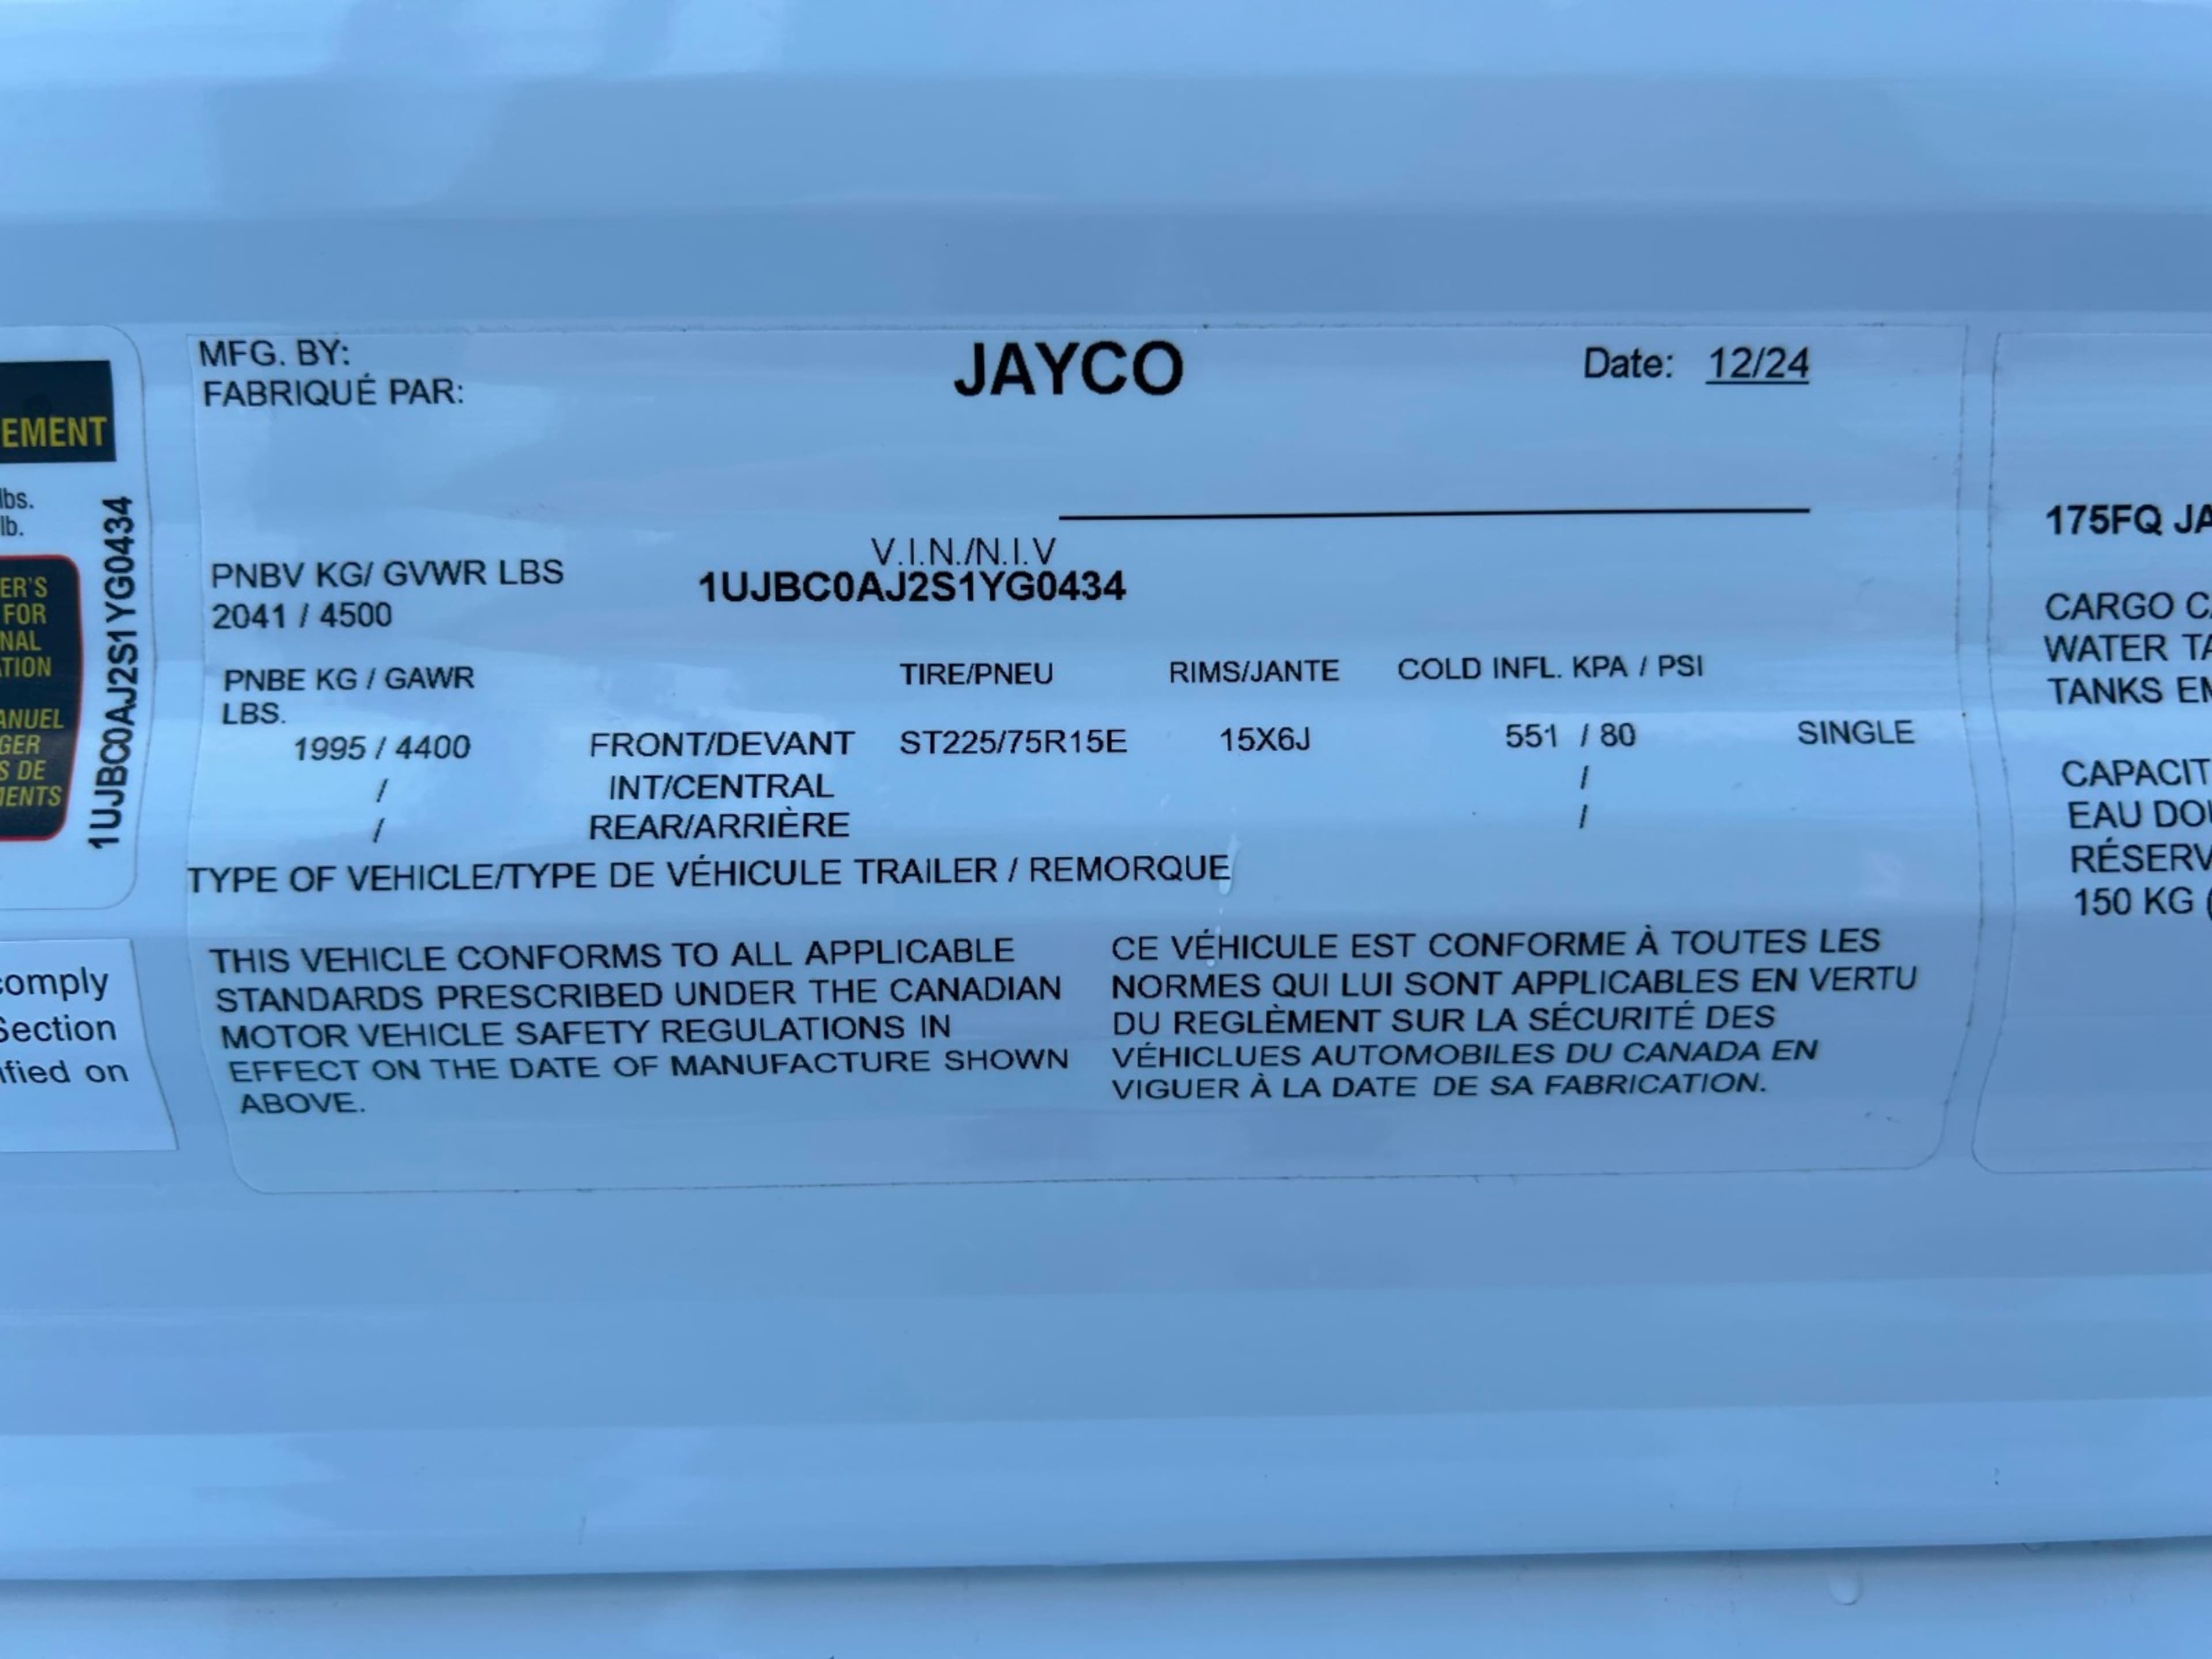 EMENT
lbs.
lb.
ER'S
FOR
NAL
TION
ANUEL
GER
S DE
MENTS
1UJBC0AJ2S1YG0434
comply
Section
ified on
MFG. BY:
FABRIQUÉ PAR:
JAYCO
Date: 12/24
V.I.N./N.I.V
1UJBC0AJ2S1YG0434
PNBV KG/ GVWR LBS
2041 / 4500
PNBE KG / GAWR
LBS.
TIRE/PNEU RIMS/JANTE COLD INFL. KPA / PSI
1995 / 4400 FRONT/DEVANT ST225/75R15E 15X6J 551 / 80 SINGLE
/ INT/CENTRAL /
/ REAR/ARRIÈRE /
TYPE OF VEHICLE/TYPE DE VÉHICULE TRAILER / REMORQUE
THIS VEHICLE CONFORMS TO ALL APPLICABLE
STANDARDS PRESCRIBED UNDER THE CANADIAN
MOTOR VEHICLE SAFETY REGULATIONS IN
EFFECT ON THE DATE OF MANUFACTURE SHOWN
ABOVE.
CE VÉHICULE EST CONFORME À TOUTES LES
NORMES QUI LUI SONT APPLICABLES EN VERTU
DU REGLÈMENT SUR LA SÉCURITÉ DES
VÉHICLUES AUTOMOBILES DU CANADA EN
VIGUER À LA DATE DE SA FABRICATION.
175FQ JA
CARGO CA
WATER TA
TANKS EM
CAPACIT
EAU DOU
RÉSERV
150 KG (